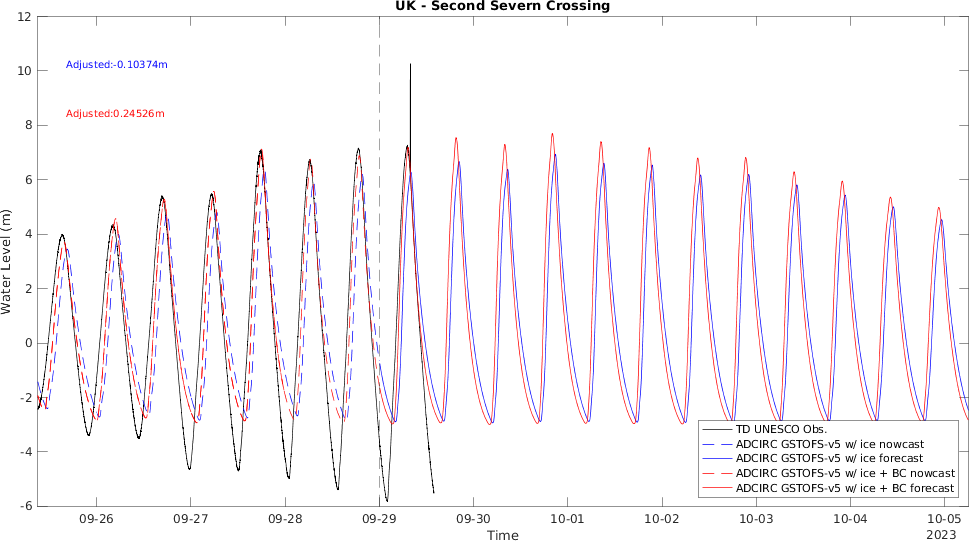 UK - Second Severn Crossing
Adjusted:-0.10374m
Adjusted:0.24526m
Water Level (m)
12
10
8
6
4
2
0
-2
-4
-6
TD UNESCO Obs.
ADCIRC GSTOFS-v5 w/ ice nowcast
ADCIRC GSTOFS-v5 w/ ice forecast
ADCIRC GSTOFS-v5 w/ ice + BC nowcast
ADCIRC GSTOFS-v5 w/ ice + BC forecast
09-26 09-27 09-28 09-29 09-30 10-01 10-02 10-03 10-04 10-05
2023
Time